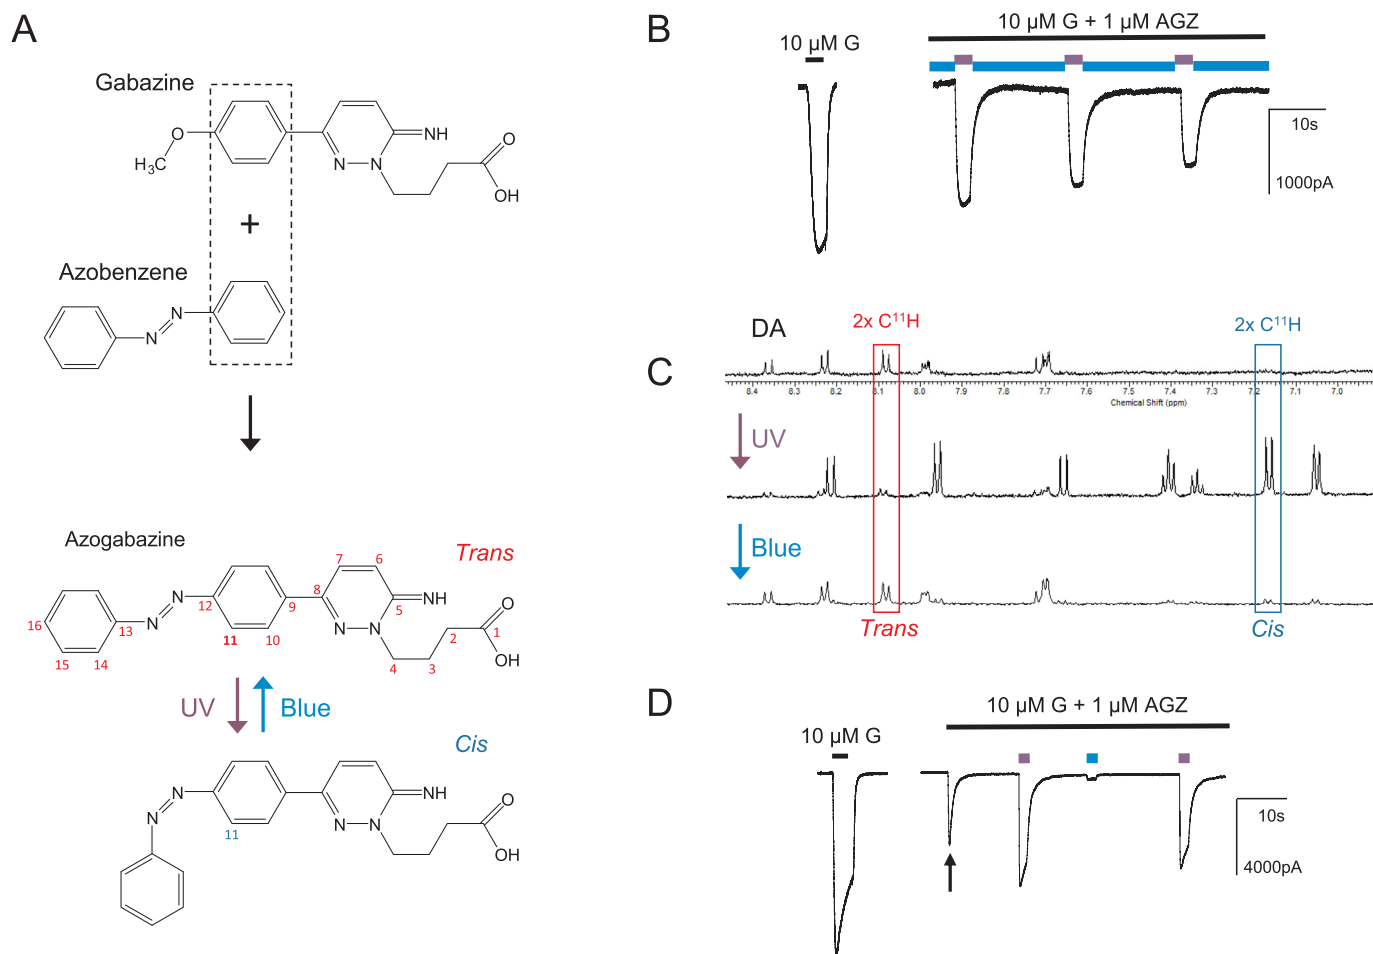 A
Gabazine
O
H₃C
N
N
NH
O
OH
+
Azobenzene
N
N
Azogabazine
Trans
N
N
16
15
14
13
12
11
10
9
8
7
6
5
NH
N
N
O
1
OH
2
3
4
UV
Blue
Cis
N
N
11
NH
N
N
O
OH
B
10 µM G
10 µM G + 1 µM AGZ
10s
1000pA
C
DA
2x C¹¹H
2x C¹¹H
8.4 8.3 8.2 8.1 8.0 7.9 7.8 7.7 7.6 7.5 7.4 7.3 7.2 7.1 7.0
Chemical Shift (ppm)
UV
Blue
Trans
Cis
D
10 µM G
10 µM G + 1 µM AGZ
10s
4000pA